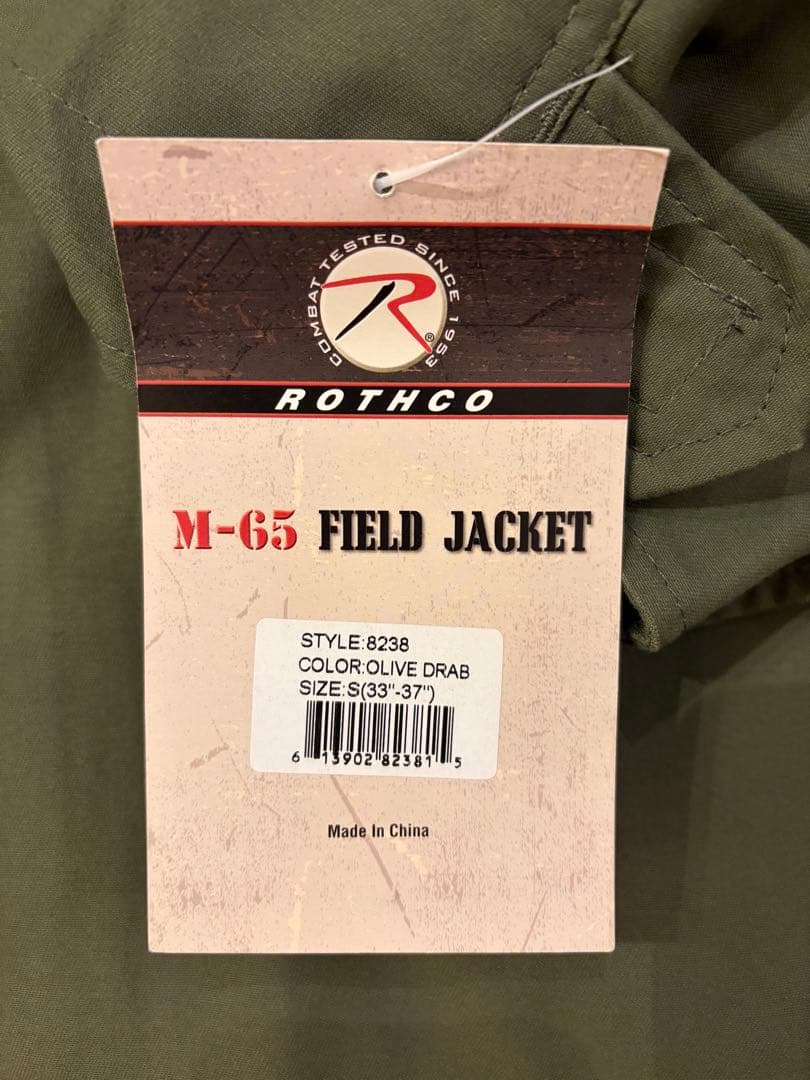 COMBAT TESTED SINCE 1953
R®
ROTHCO
M-65 FIELD JACKET
STYLE:8238
COLOR:OLIVE DRAB
SIZE:S(33"-37")
6 13902 82381 5
Made In China